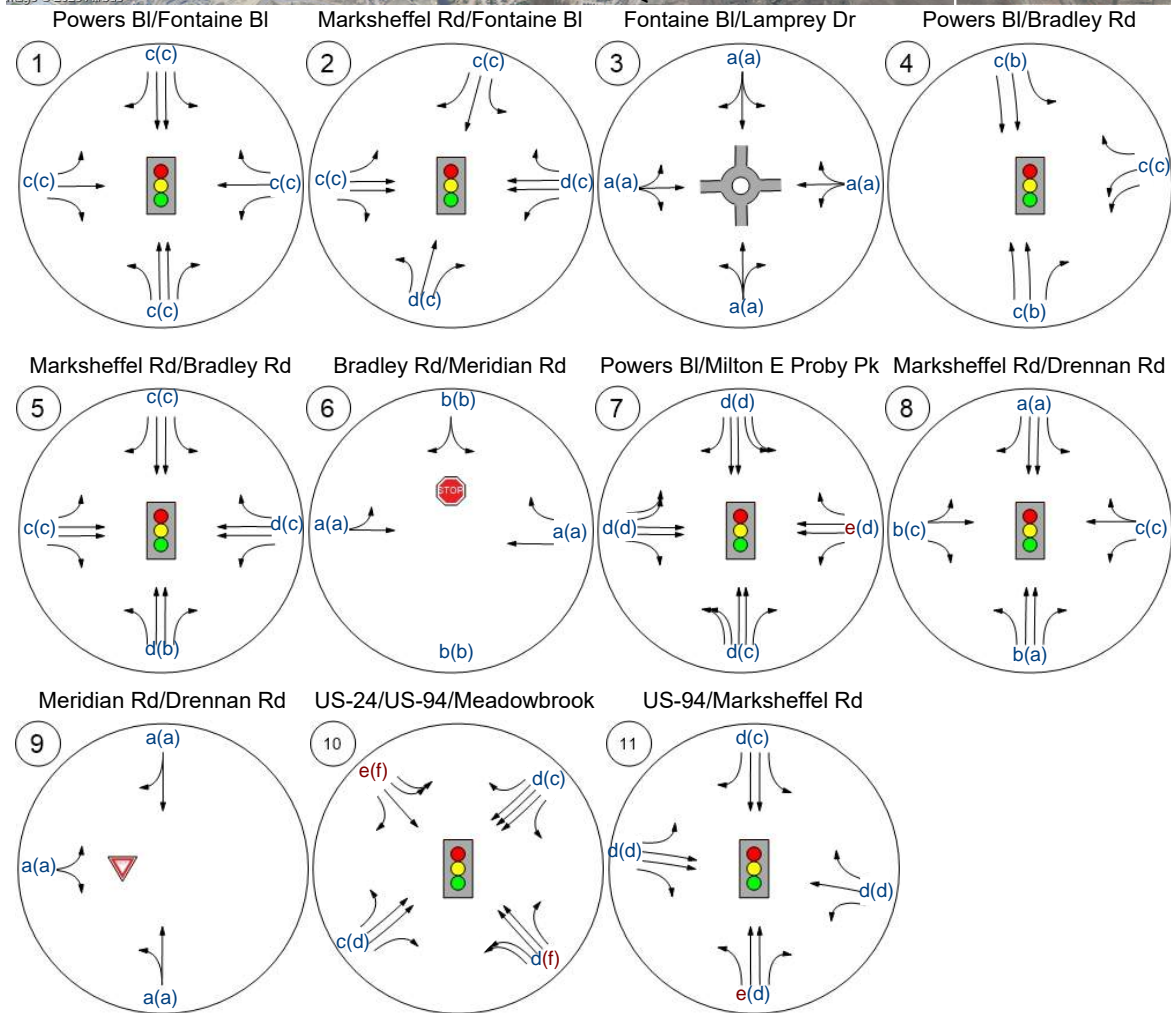 Powers Bl/Fontaine Bl
1
c(c)
c(c)
c(c)
c(c)
Marksheffel Rd/Fontaine Bl
2
c(c)
c(c)
d(c)
d(c)
Fontaine Bl/Lamprey Dr
3
a(a)
a(a)
a(a)
a(a)
Powers Bl/Bradley Rd
4
c(b)
c(c)
c(b)
Marksheffel Rd/Bradley Rd
5
c(c)
c(c)
d(c)
d(b)
Bradley Rd/Meridian Rd
6
b(b)
STOP
a(a)
a(a)
b(b)
Powers Bl/Milton E Proby Pk
7
d(d)
d(d)
e(d)
d(c)
Marksheffel Rd/Drennan Rd
8
a(a)
b(c)
c(c)
b(a)
Meridian Rd/Drennan Rd
9
a(a)
a(a)
a(a)
US-24/US-94/Meadowbrook
10
e(f)
d(c)
c(d)
d(f)
US-94/Marksheffel Rd
11
d(c)
d(d)
d(d)
e(d)